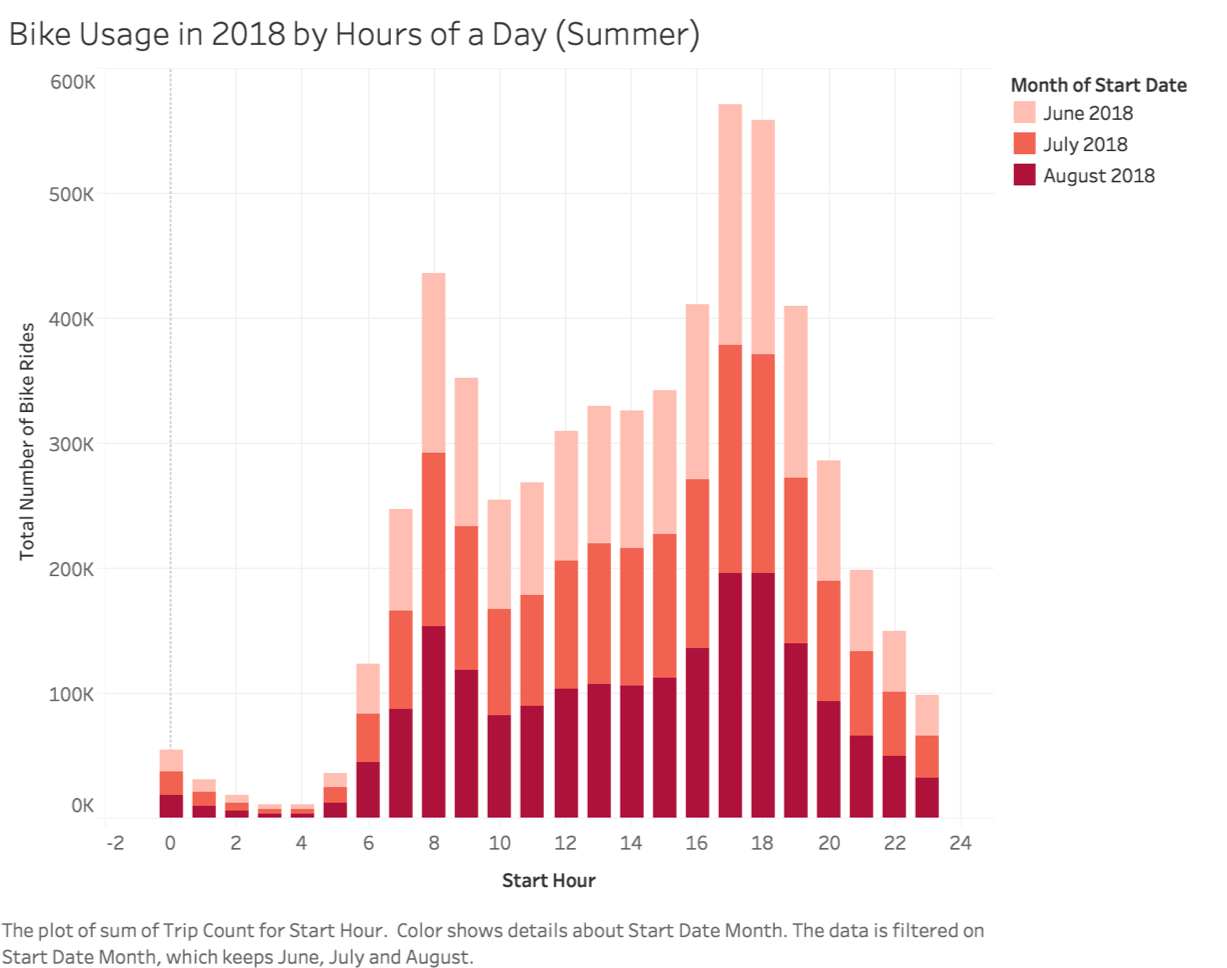 Bike Usage in 2018 by Hours of a Day (Summer)
Month of Start Date
June 2018
July 2018
August 2018
Total Number of Bike Rides
600K
500K
400K
300K
200K
100K
0K
-2 0 2 4 6 8 10 12 14 16 18 20 22 24
Start Hour
The plot of sum of Trip Count for Start Hour. Color shows details about Start Date Month. The data is filtered on
Start Date Month, which keeps June, July and August.